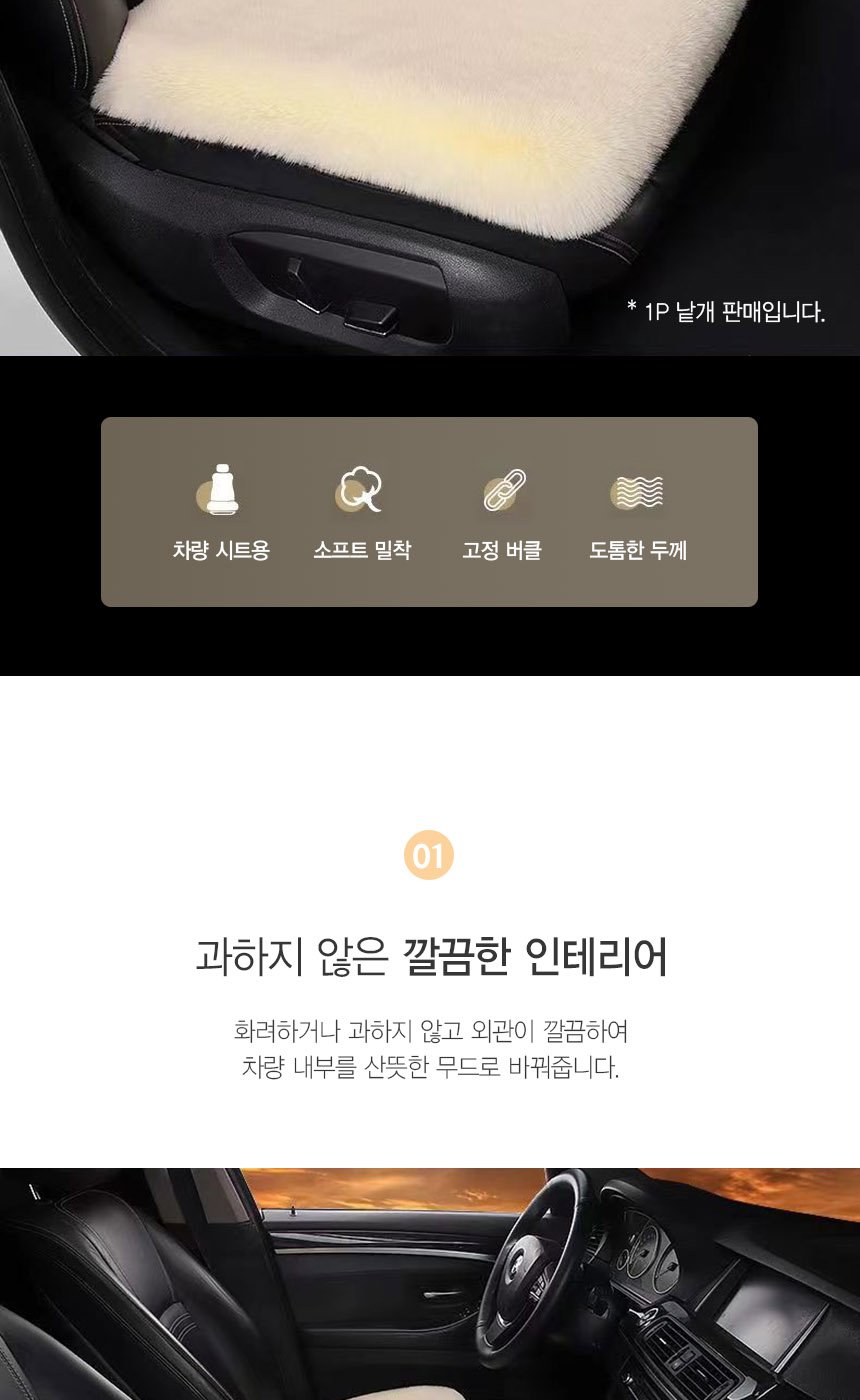 * 1P 낱개 판매입니다.
차량 시트용
소프트 밀착
고정 버클
도톰한 두께
01
과하지 않은 깔끔한 인테리어
화려하거나 과하지 않고 외관이 깔끔하여
차량 내부를 산뜻한 무드로 바꿔줍니다.